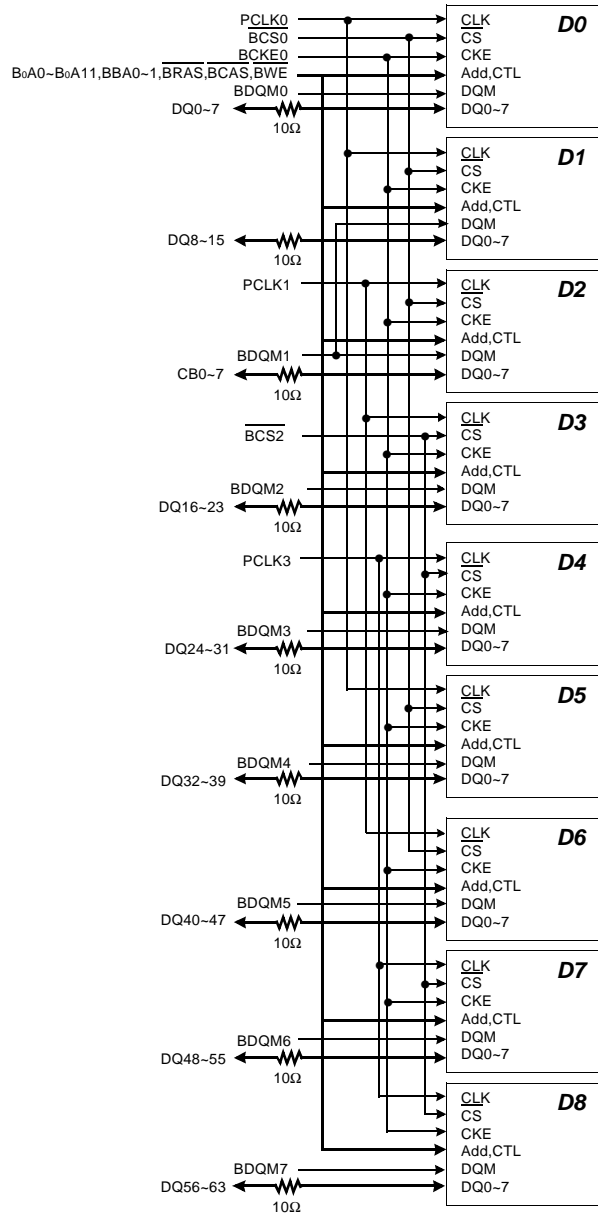 PCLK0 CLK D0
BCS0 CS
BCKE0 CKE
B0A0~B0A11,BBA0~1,BRAS,BCAS,BWE Add,CTL
BDQM0 DQM
DQ0~7 DQ0~7
10Ω
CLK D1
CS
CKE
Add,CTL
DQM
DQ8~15 DQ0~7
10Ω
PCLK1 CLK D2
CS
CKE
Add,CTL
BDQM1 DQM
CB0~7 DQ0~7
10Ω
CLK D3
BCS2 CS
CKE
Add,CTL
BDQM2 DQM
DQ16~23 DQ0~7
10Ω
PCLK3 CLK D4
CS
CKE
Add,CTL
BDQM3 DQM
DQ24~31 DQ0~7
10Ω
CLK D5
CS
CKE
Add,CTL
BDQM4 DQM
DQ32~39 DQ0~7
10Ω
CLK D6
CS
CKE
Add,CTL
BDQM5 DQM
DQ40~47 DQ0~7
10Ω
CLK D7
CS
CKE
Add,CTL
BDQM6 DQM
DQ48~55 DQ0~7
10Ω
CLK D8
CS
CKE
Add,CTL
BDQM7 DQM
DQ56~63 DQ0~7
10Ω